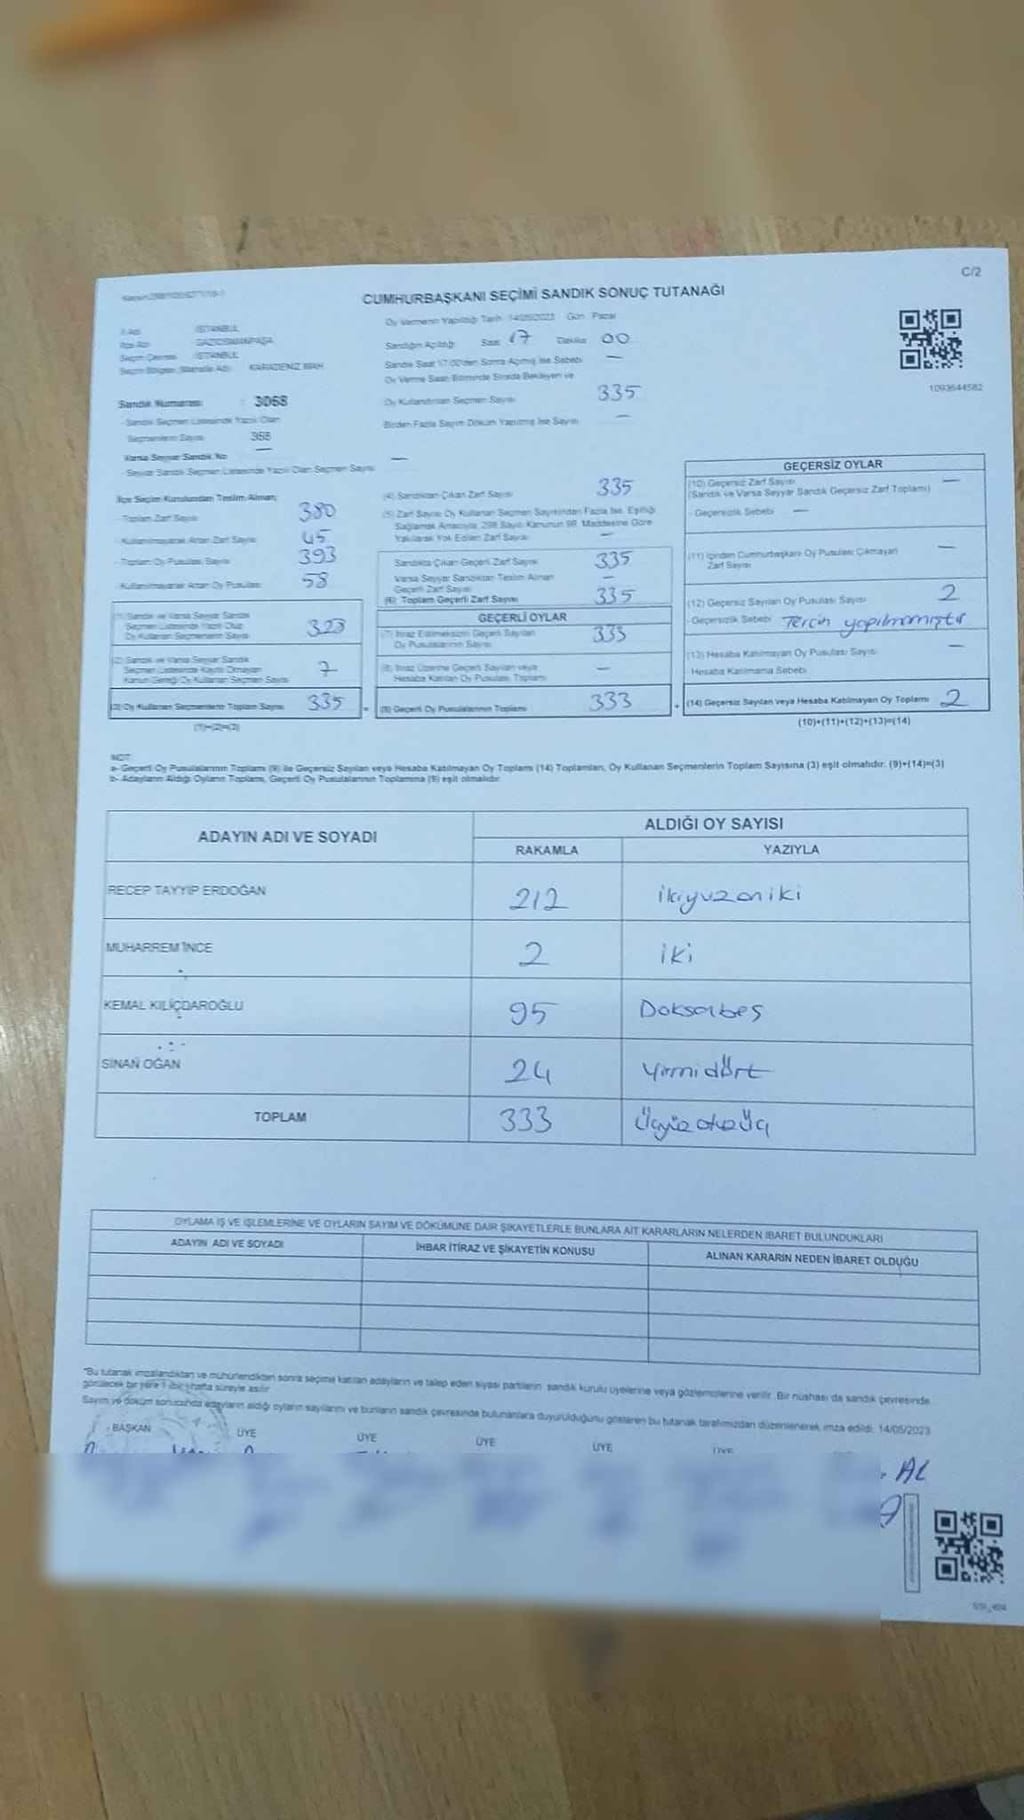 C/2
CUMHURBAŞKANI SEÇİMİ SANDIK SONUÇ TUTANAĞI
İl Adı İSTANBUL
İlçe Adı GAZİOSMANPAŞA
Seçim Çevresi İSTANBUL
Seçim Bölgesi (Mahalle Adı) KARADENİZ MAH.
Sandık Numarası : 3068
Sandık Seçmen Listesinde Yazılı Olan
Seçmenlerin Sayısı 368
Varsa Seyyar Sandık No —
Seyyar Sandık Seçmen Listesinde Yazılı Olan Seçmen Sayısı —
Oy Vermenin Yapıldığı Tarih 14/05/2023 Gün Pazar
Sandığın Açıldığı Saat 17 Dakika 00
Sandık Saat 17.00'den Sonra Açılmış İse Sebebi —
Oy Verme Saati Bitiminde Sırada Bekleyen ve
Oy Kullandırılan Seçmen Sayısı 335
Birden Fazla Sayım Döküm Yapılmış İse Sayısı —
1093644582
İlçe Seçim Kurulundan Teslim Alınan;
Toplam Zarf Sayısı 380
Kullanılmayarak Artan Zarf Sayısı 45
Toplam Oy Pusulası Sayısı 393
Kullanılmayarak Artan Oy Pusulası 58
(1) Sandık ve Varsa Seyyar Sandık
Seçmen Listesinde Yazılı Olup
Oy Kullanan Seçmenlerin Sayısı 323
(2) Sandık ve Varsa Seyyar Sandık
Seçmen Listesinde Kayıtlı Olmayan
Kanun Gereği Oy Kullanan Seçmen Sayısı 7
(3) Oy Kullanan Seçmenlerin Toplam Sayısı 335
(1)+(2)=(3)
(4) Sandıktan Çıkan Zarf Sayısı 335
(5) Zarf Sayısı Oy Kullanan Seçmen Sayısından Fazla İse, Eşitliği
Sağlamak Amacıyla, 298 Sayılı Kanunun 98. Maddesine Göre
Yakılarak Yok Edilen Zarf Sayısı —
Sandıkta Çıkan Geçerli Zarf Sayısı 335
Varsa Seyyar Sandıktan Teslim Alınan
Geçerli Zarf Sayısı —
(6) Toplam Geçerli Zarf Sayısı 335
GEÇERLİ OYLAR
(7) İtiraz Edilmeksizin Geçerli Sayılan
Oy Pusulasının Sayısı 333
(8) İtiraz Üzerine Geçerli Sayılan veya
Hesaba Katılan Oy Pusulası Toplamı —
(9) Geçerli Oy Pusulalarının Toplamı 333
GEÇERSİZ OYLAR
(10) Geçersiz Zarf Sayısı —
(Sandık ve Varsa Seyyar Sandık Geçersiz Zarf Toplamı)
Geçersizlik Sebebi —
(11) İçinden Cumhurbaşkanı Oy Pusulası Çıkmayan
Zarf Sayısı —
(12) Geçersiz Sayılan Oy Pusulası Sayısı 2
Geçersizlik Sebebi Tercih yapılmamıştır
(13) Hesaba Katılmayan Oy Pusulası Sayısı —
Hesaba Katılmama Sebebi
(14) Geçersiz Sayılan veya Hesaba Katılmayan Oy Toplamı 2
(10)+(11)+(12)+(13)=(14)
NOT:
a- Geçerli Oy Pusulalarının Toplamı (9) ile Geçersiz Sayılan veya Hesaba Katılmayan Oy Toplamı (14) Toplamları, Oy Kullanan Seçmenlerin Toplam Sayısına (3) eşit olmalıdır. (9)+(14)=(3)
b- Adayların Aldığı Oyların Toplamı, Geçerli Oy Pusulalarının Toplamına (9) eşit olmalıdır.
ADAYIN ADI VE SOYADI
ALDIĞI OY SAYISI
RAKAMLA YAZIYLA
RECEP TAYYİP ERDOĞAN 212 ikiyuzoniki
MUHARREM İNCE 2 iki
KEMAL KILIÇDAROĞLU 95 Doksanbeş
SİNAN OĞAN 24 Yirmidört
TOPLAM 333 Üçyüzotuzüç
OYLAMA İŞ VE İŞLEMLERİNE VE OYLARIN SAYIM VE DÖKÜMÜNE DAİR ŞİKAYETLERLE BUNLARA AİT KARARLARIN NELERDEN İBARET BULUNDUKLARI
ADAYIN ADI VE SOYADI İHBAR İTİRAZ VE ŞİKAYETİN KONUSU ALINAN KARARIN NEDEN İBARET OLDUĞU
*Bu tutanak imzalandıktan ve mühürlendikten sonra seçime katılan adayların ve talep eden siyasi partilerin sandık kurulu üyelerine veya gözlemcilerine verilir. Bir nüshası da sandık çevresinde
görülecek bir yere 1 (bir) hafta süreyle asılır.
Sayım ve döküm sonucunda adayların aldığı oyların sayılarını ve bunların sandık çevresinde bulunanlara duyurulduğunu gösteren bu tutanak tarafımızdan düzenlenerek, imza edildi. 14/05/2023
BAŞKAN ÜYE ÜYE ÜYE ÜYE ÜYE
AL